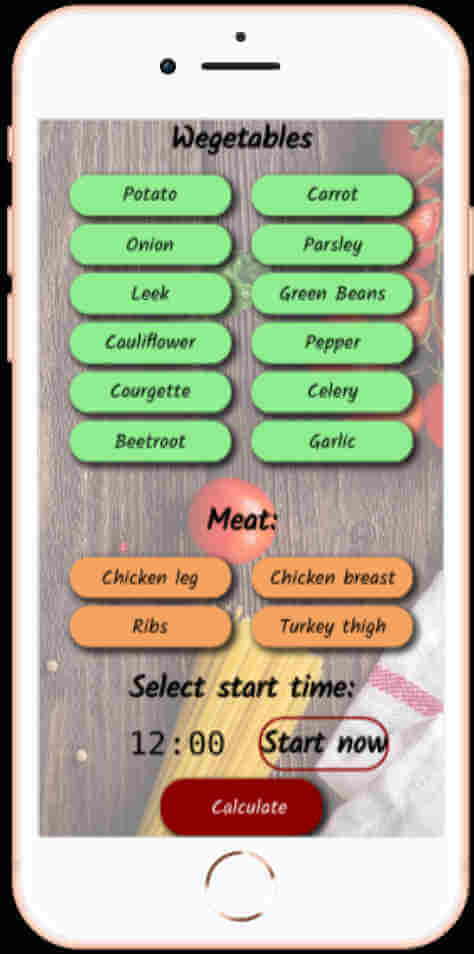 Wegetables
Potato Carrot
Onion Parsley
Leek Green Beans
Cauliflower Pepper
Courgette Celery
Beetroot Garlic
Meat:
Chicken leg Chicken breast
Ribs Turkey thigh
Select start time:
12:00 Start now
Calculate